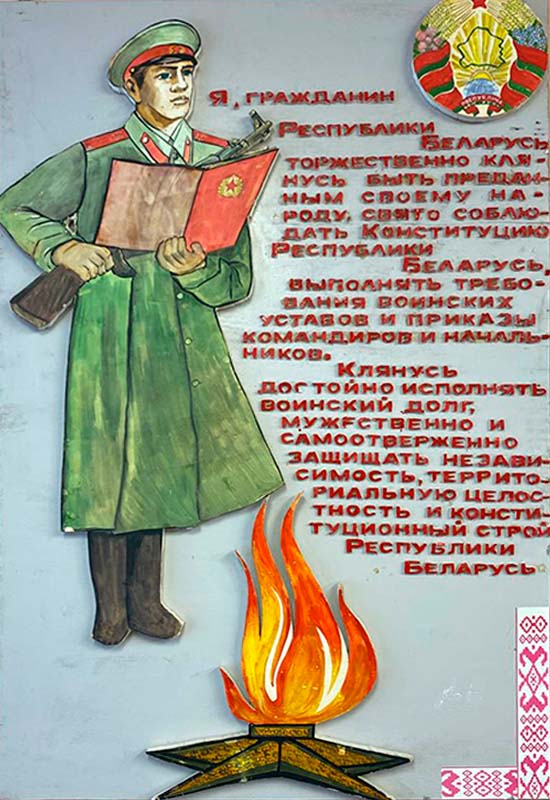 Я, ГРАЖДАНИН
РЕСПУБЛИКИ
БЕЛАРУСЬ
ТОРЖЕСТВЕННО КЛЯ-
НУСЬ БЫТЬ ПРЕДАН-
НЫМ СВОЕМУ НА-
РОДУ, СВЯТО СОБЛЮ-
ДАТЬ КОНСТИТУЦИЮ
РЕСПУБЛИКИ
БЕЛАРУСЬ,
ВЫПОЛНЯТЬ ТРЕБО-
ВАНИЯ ВОИНСКИХ
УСТАВОВ И ПРИКАЗЫ
КОМАНДИРОВ И НАЧАЛЬ-
НИКОВ.
КЛЯНУСЬ
ДОСТОЙНО ИСПОЛНЯТЬ
ВОИНСКИЙ ДОЛГ,
МУЖЕСТВЕННО И
САМООТВЕРЖЕННО
ЗАЩИЩАТЬ НЕЗАВИ-
СИМОСТЬ, ТЕРРИТО-
РИАЛЬНУЮ ЦЕЛОС-
ТНОСТЬ И КОНСТИ-
ТУЦИОННЫЙ СТРОЙ
РЕСПУБЛИКИ
БЕЛАРУСЬ